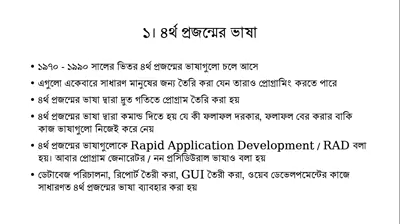 ১। ৪র্থ প্রজন্মের ভাষা
• ১৯৭০ - ১৯৯০ সালের ভিতর ৪র্থ প্রজন্মের ভাষাগুলো চলে আসে
• এগুলো একেবারে সাধারণ মানুষের জন্য তৈরি করা যেন তারাও প্রোগ্রামিং করতে পারে
• ৪র্থ প্রজন্মের ভাষা দ্বারা দ্রুত গতিতে প্রোগ্রাম তৈরি করা হয়
• ৪র্থ প্রজন্মের ভাষা দ্বারা কমান্ড দিতে হয় যে কী ফলাফল দরকার, ফলাফল বের করার বাকি
কাজ ভাষাগুলো নিজেই করে নেয়
• ৪র্থ প্রজন্মের ভাষাগুলোকে Rapid Application Development / RAD বলা
হয়। আবার প্রোগ্রাম জেনারেটর / নন প্রসিডিউরাল ভাষাও বলা হয়
• ডেটাবেজ পরিচালনা, রিপোর্ট তৈরী করা, GUI তৈরী করা, ওয়েব ডেভেলপমেন্টের কাজে
সাধারণত ৪র্থ প্রজন্মের ভাষা ব্যাবহার করা হয়